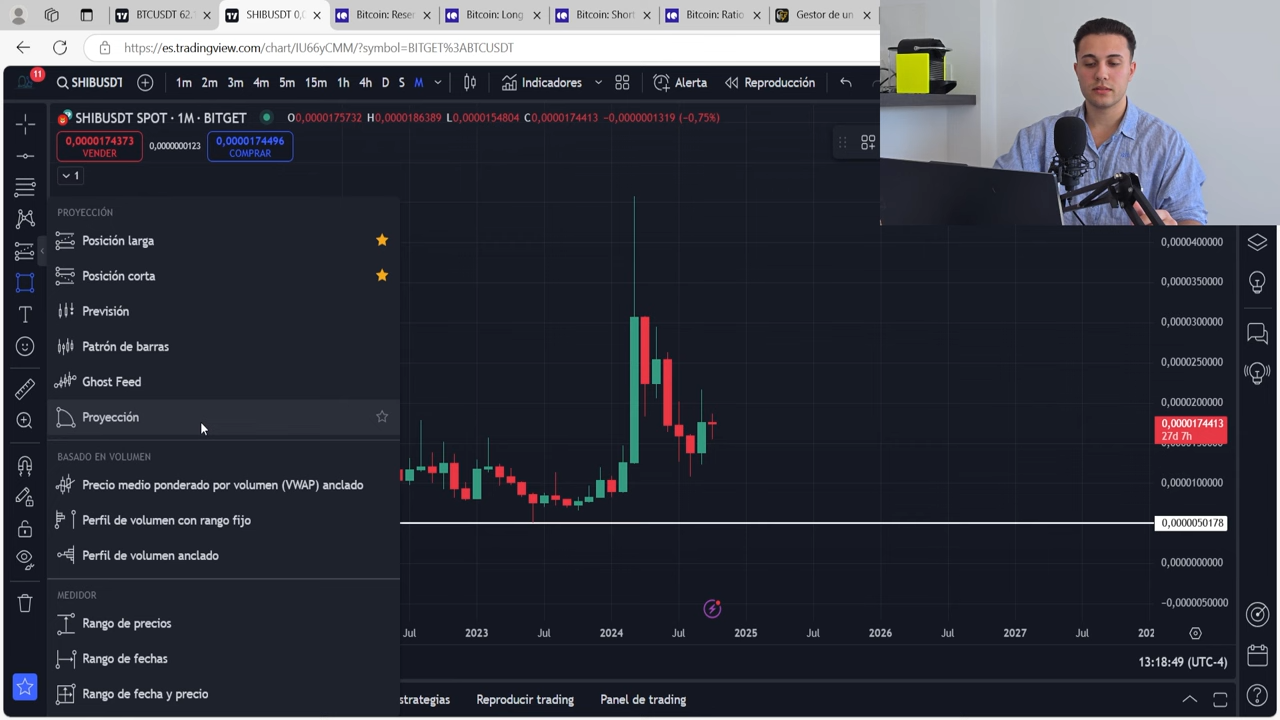 BTCUSDT 62.
SHIBUSDT 0,
Bitcoin: Reser
Bitcoin: Long
Bitcoin: Short
Bitcoin: Ratio
Gestor de un
https://es.tradingview.com/chart/IU66yCMM/?symbol=BITGET%3ABTCUSDT
11
SHIBUSDT
1m 2m 3m 4m 5m 15m 1h 4h D S M
Indicadores
Alerta
Reproducción
SHIBUSDT SPOT · 1M · BITGET
O0,0000175732 H0,0000186389 L0,0000154804 C0,0000174413 −0,0000001319 (−0,75%)
0,0000174373
VENDER
0,0000000123
0,0000174496
COMPRAR
1
PROYECCIÓN
Posición larga
Posición corta
Previsión
Patrón de barras
Ghost Feed
Proyección
BASADO EN VOLUMEN
Precio medio ponderado por volumen (VWAP) anclado
Perfil de volumen con rango fijo
Perfil de volumen anclado
MEDIDOR
Rango de precios
Rango de fechas
Rango de fecha y precio
0,0000400000
0,0000350000
0,0000300000
0,0000250000
0,0000200000
0,0000174413
27d 7h
0,0000100000
0,0000050178
0,0000000000
−0,0000050000
Jul 2023 Jul 2024 Jul 2025 Jul 2026 Jul 2027 Jul 202
13:18:49 (UTC-4)
strategias
Reproducir trading
Panel de trading